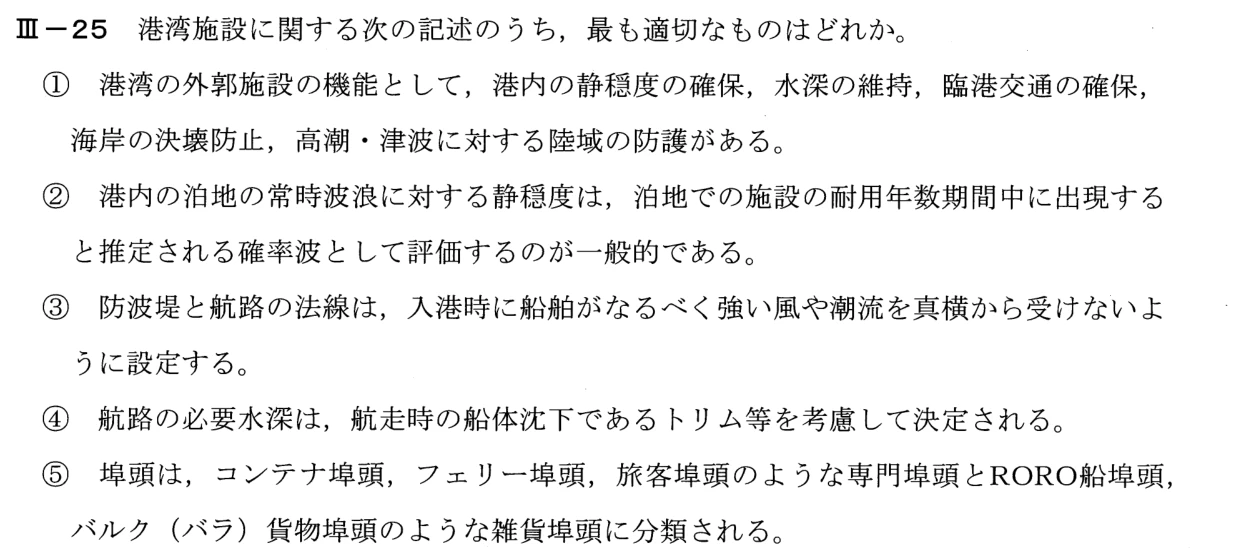 Ⅲ－25　港湾施設に関する次の記述のうち，最も適切なものはどれか。
①　港湾の外郭施設の機能として，港内の静穏度の確保，水深の維持，臨港交通の確保，
海岸の決壊防止，高潮・津波に対する陸域の防護がある。
②　港内の泊地の常時波浪に対する静穏度は，泊地での施設の耐用年数期間中に出現する
と推定される確率波として評価するのが一般的である。
③　防波堤と航路の法線は，入港時に船舶がなるべく強い風や潮流を真横から受けないよ
うに設定する。
④　航路の必要水深は，航走時の船体沈下であるトリム等を考慮して決定される。
⑤　埠頭は，コンテナ埠頭，フェリー埠頭，旅客埠頭のような専門埠頭とRORO船埠頭，
バルク（バラ）貨物埠頭のような雑貨埠頭に分類される。